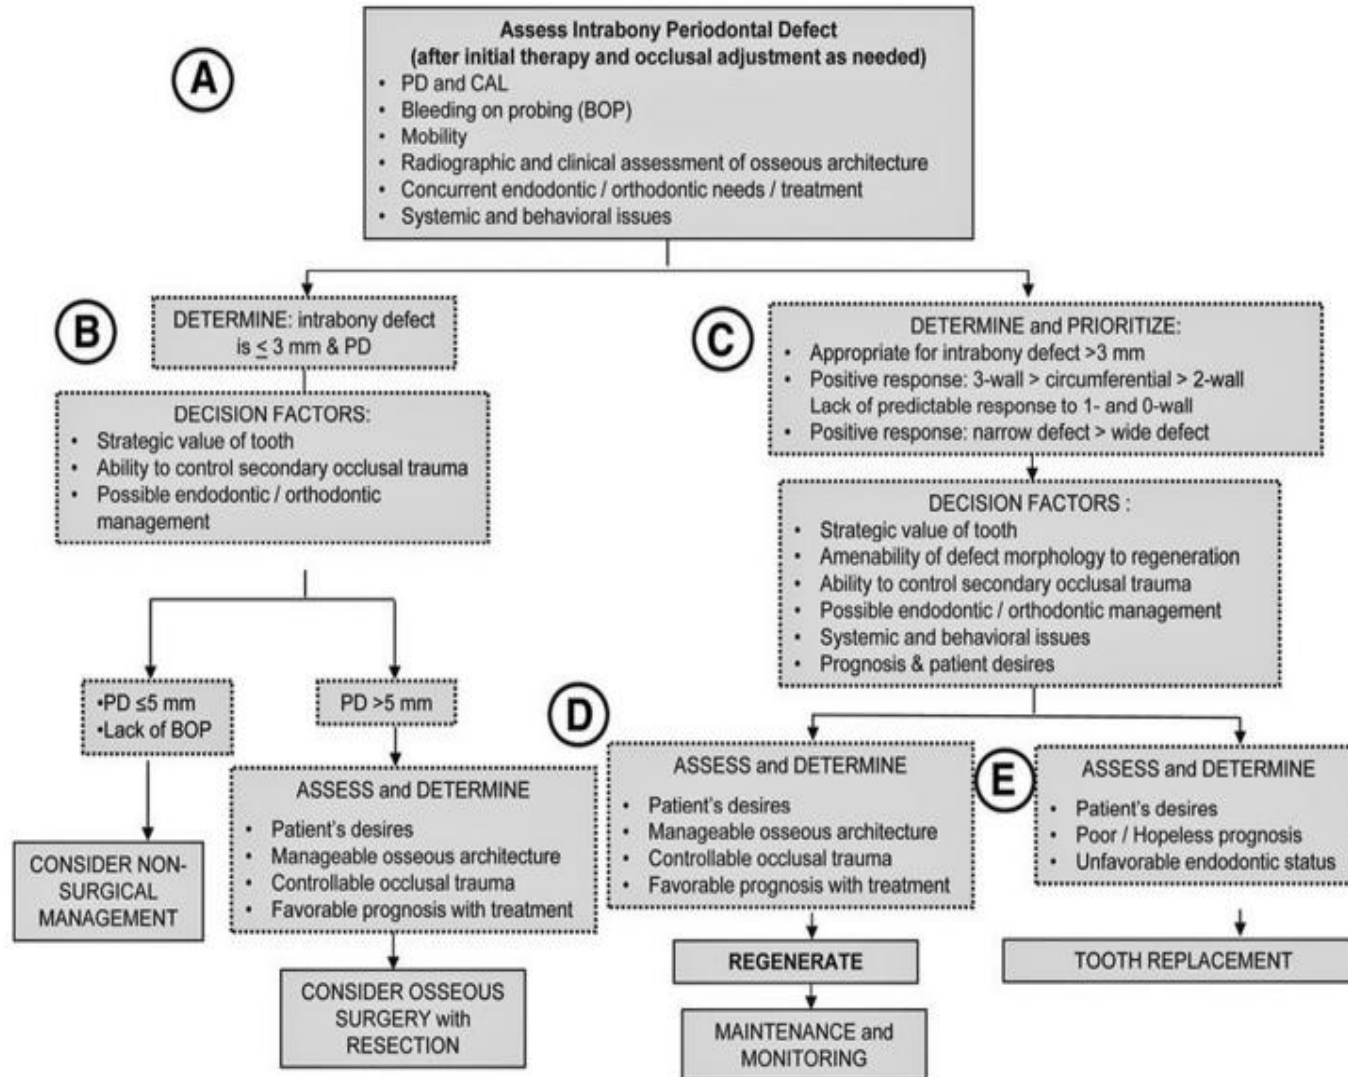 A
Assess Intrabony Periodontal Defect
(after initial therapy and occlusal adjustment as needed)
• PD and CAL
• Bleeding on probing (BOP)
• Mobility
• Radiographic and clinical assessment of osseous architecture
• Concurrent endodontic / orthodontic needs / treatment
• Systemic and behavioral issues
B
DETERMINE: intrabony defect
is ≤ 3 mm & PD
DECISION FACTORS:
• Strategic value of tooth
• Ability to control secondary occlusal trauma
• Possible endodontic / orthodontic
management
•PD ≤5 mm
•Lack of BOP
CONSIDER NON-
SURGICAL
MANAGEMENT
PD >5 mm
ASSESS and DETERMINE
• Patient's desires
• Manageable osseous architecture
• Controllable occlusal trauma
• Favorable prognosis with treatment
CONSIDER OSSEOUS
SURGERY with
RESECTION
C
DETERMINE and PRIORITIZE:
• Appropriate for intrabony defect >3 mm
• Positive response: 3-wall > circumferential > 2-wall
Lack of predictable response to 1- and 0-wall
• Positive response: narrow defect > wide defect
DECISION FACTORS :
• Strategic value of tooth
• Amenability of defect morphology to regeneration
• Ability to control secondary occlusal trauma
• Possible endodontic / orthodontic management
• Systemic and behavioral issues
• Prognosis & patient desires
D
ASSESS and DETERMINE
• Patient's desires
• Manageable osseous architecture
• Controllable occlusal trauma
• Favorable prognosis with treatment
REGENERATE
MAINTENANCE and
MONITORING
E
ASSESS and DETERMINE
• Patient's desires
• Poor / Hopeless prognosis
• Unfavorable endodontic status
TOOTH REPLACEMENT